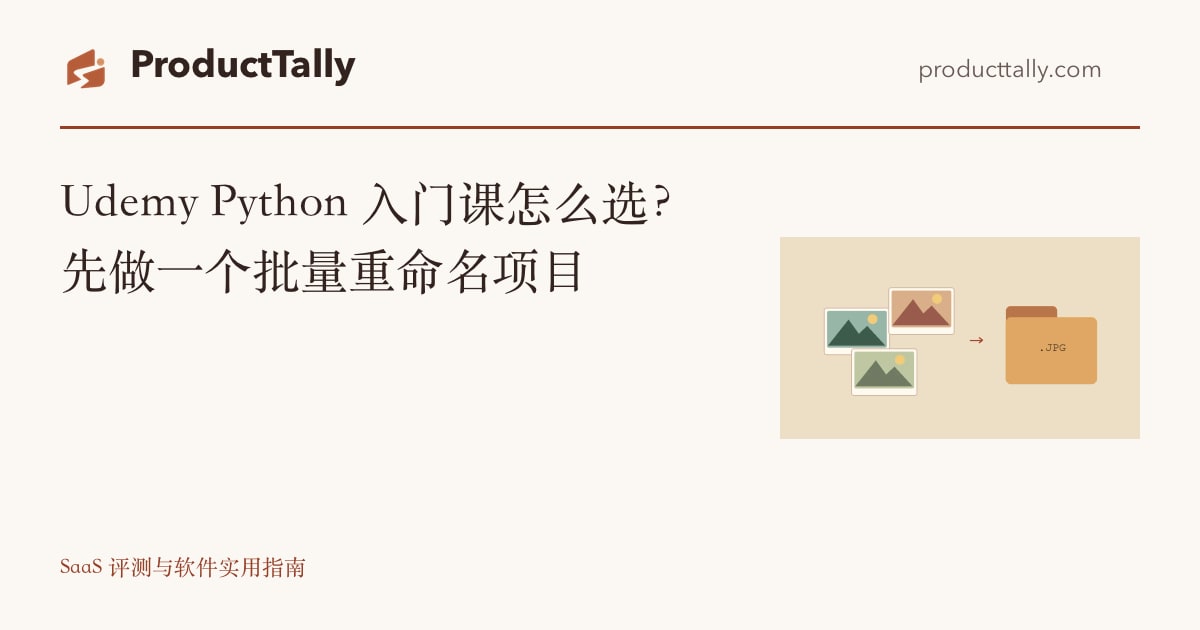 ProductTally
producttally.com
Udemy Python 入门课怎么选?
先做一个批量重命名项目
.JPG
SaaS 评测与软件实用指南